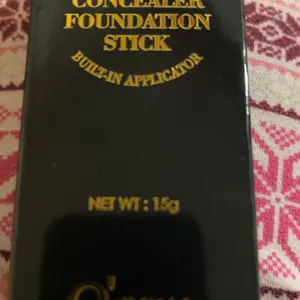 CONCEALER
FOUNDATION
STICK
BUILT-IN APPLICATOR
NET WT : 15g